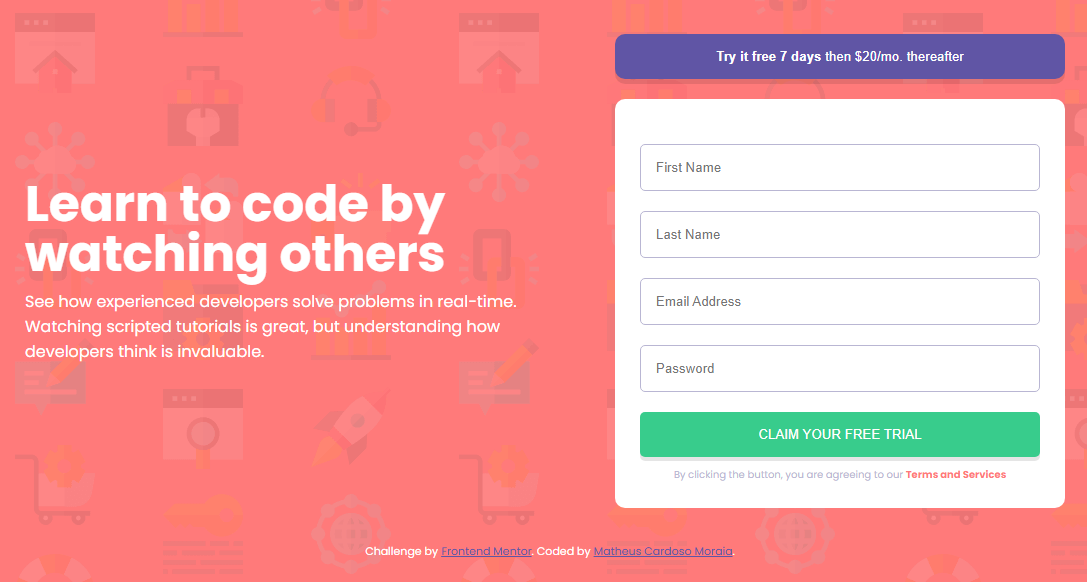 Learn to code by
watching others
See how experienced developers solve problems in real-time.
Watching scripted tutorials is great, but understanding how
developers think is invaluable.
Try it free 7 days then $20/mo. thereafter
First Name
Last Name
Email Address
Password
CLAIM YOUR FREE TRIAL
By clicking the button, you are agreeing to our Terms and Services
Challenge by Frontend Mentor. Coded by Matheus Cardoso Moraia.